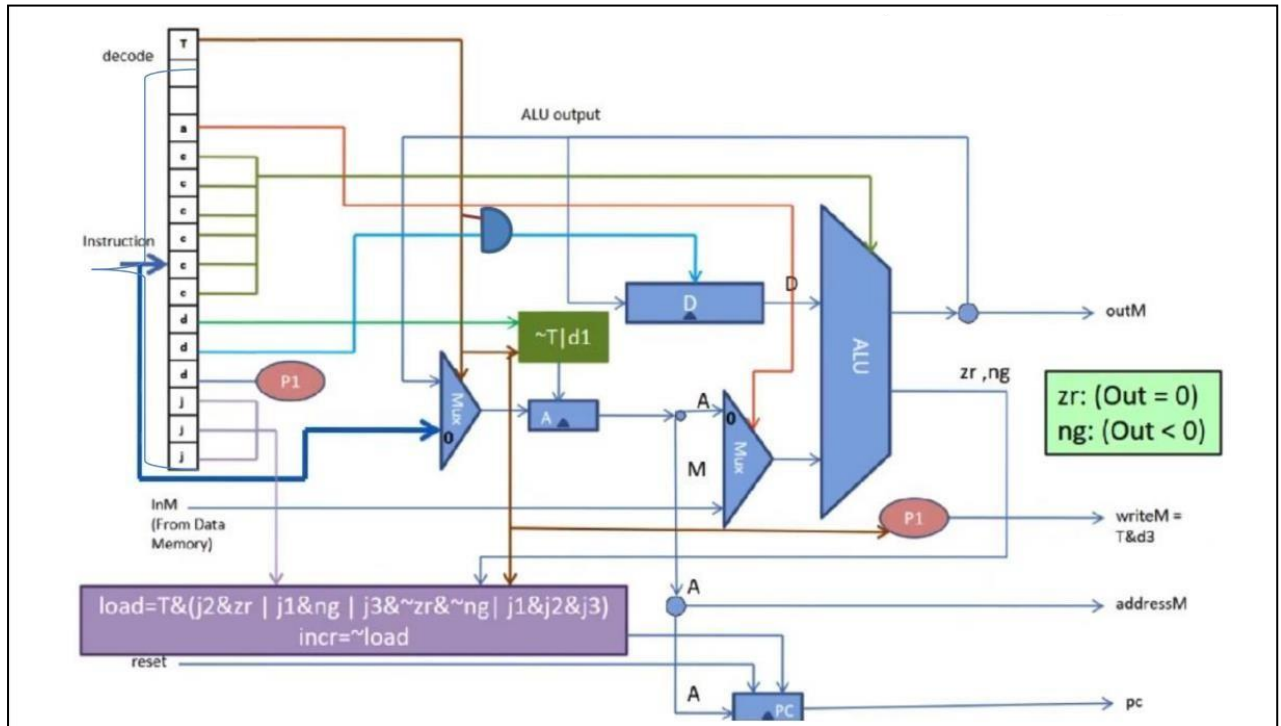 decode
T
a
c
c
c
c
c
c
d
d
d
j
j
j
Instruction
ALU output
P1
~T|d1
D
D
Mux
0
A
A
0
Mux
M
ALU
outM
zr ,ng
zr: (Out = 0)
ng: (Out < 0)
InM
(From Data
Memory)
P1
writeM =
T&d3
load=T&(j2&zr | j1&ng | j3&~zr&~ng| j1&j2&j3)
incr=~load
A
addressM
reset
A
PC
pc